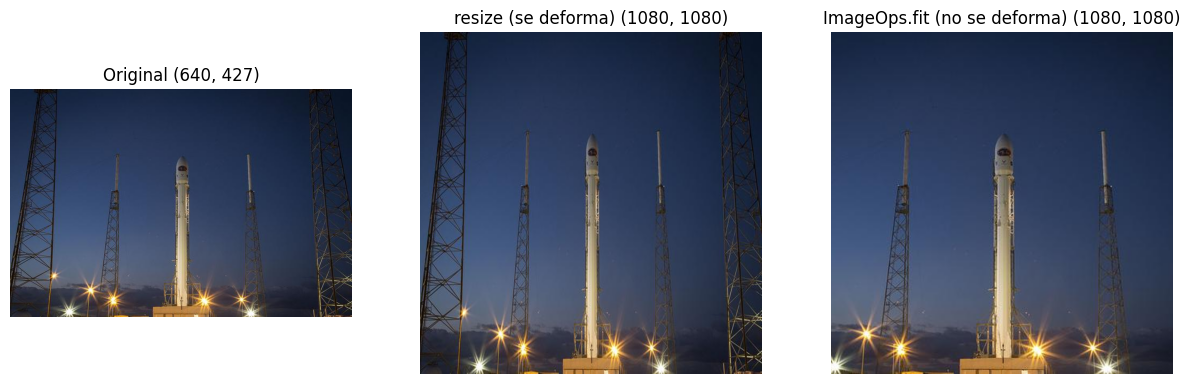 Original (640, 427)
resize (se deforma) (1080, 1080)
ImageOps.fit (no se deforma) (1080, 1080)